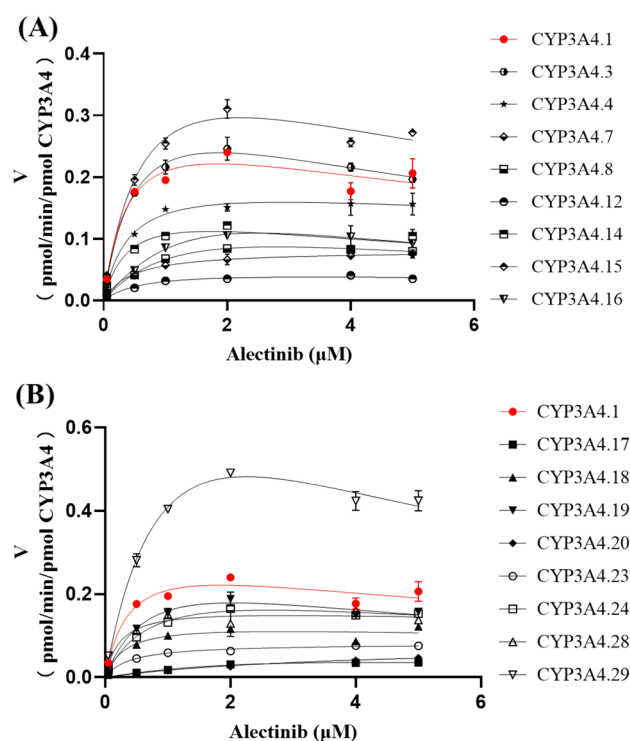 (A)
0.4
0.3
0.2
0.1
0.0
0
2
4
6
V
( pmol/min/pmol CYP3A4 )
Alectinib (µM)
CYP3A4.1
CYP3A4.3
CYP3A4.4
CYP3A4.7
CYP3A4.8
CYP3A4.12
CYP3A4.14
CYP3A4.15
CYP3A4.16
(B)
0.6
0.4
0.2
0.0
0
2
4
6
V
( pmol/min/pmol CYP3A4 )
Alectinib (µM)
CYP3A4.1
CYP3A4.17
CYP3A4.18
CYP3A4.19
CYP3A4.20
CYP3A4.23
CYP3A4.24
CYP3A4.28
CYP3A4.29